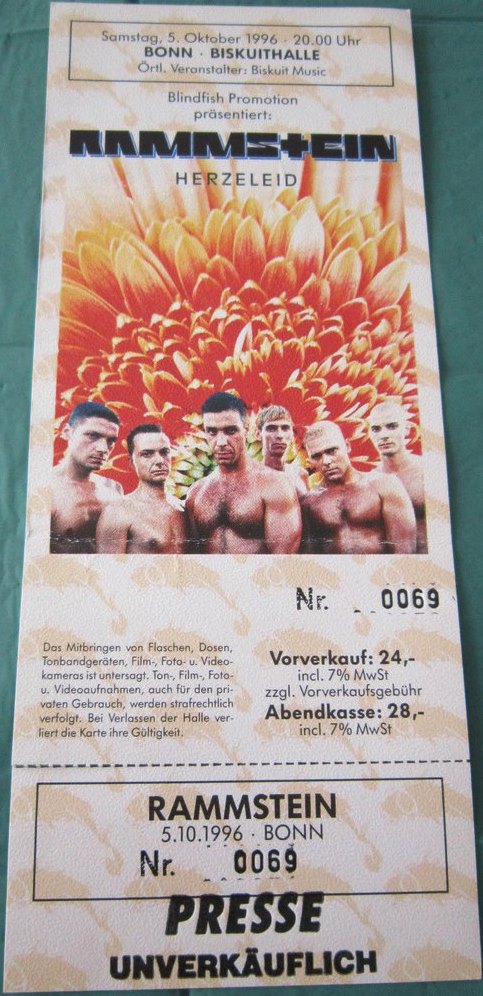 Samstag, 5. Oktober 1996 · 20.00 Uhr
BONN · BISKUITHALLE
Örtl. Veranstalter: Biskuit Music
Blindfish Promotion
präsentiert:
RAMMSTEIN
HERZELEID
Nr. 0069
Das Mitbringen von Flaschen, Dosen,
Tonbandgeräten, Film-, Foto- u. Video-
kameras ist untersagt. Ton-, Film-, Foto-
u. Videoaufnahmen, auch für den pri-
vaten Gebrauch, werden strafrechtlich
verfolgt. Bei Verlassen der Halle ver-
liert die Karte ihre Gültigkeit.
Vorverkauf: 24,-
incl. 7% MwSt
zzgl. Vorverkaufsgebühr
Abendkasse: 28,-
incl. 7% MwSt
RAMMSTEIN
5.10.1996 · BONN
Nr. 0069
PRESSE
UNVERKÄUFLICH